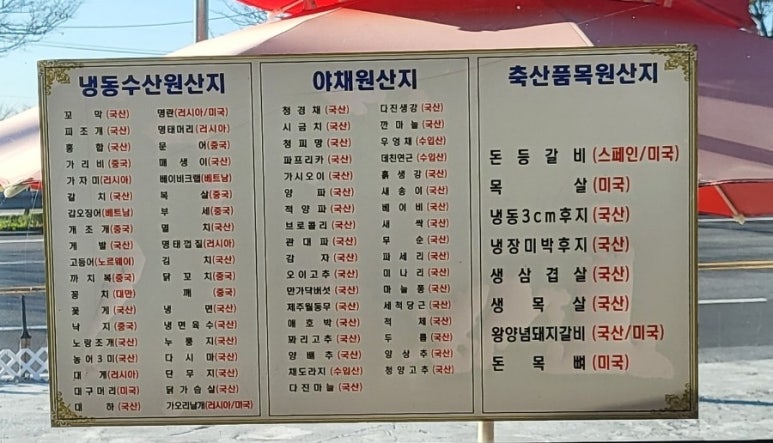 냉동수산원산지
꼬막(국산)
피조개(국산)
홍합(국산)
가리비(중국)
가자미(러시아)
갈치(국산)
갑오징어(베트남)
개조개(중국)
게발(국산)
고등어(노르웨이)
까치복(중국)
꽁치(대만)
꽃게(국산)
낙지(중국)
노랑조개(국산)
농어3미(국산)
대게(러시아)
대구머리(미국)
대하(국산)
명란(러시아/미국)
명태머리(러시아)
문어(중국)
매생이(국산)
베이비크랩(베트남)
복살(중국)
부세(중국)
멸치(국산)
명태껍질(러시아)
김치(국산)
닭꼬치(중국)
깨(중국)
냉면(국산)
냉면육수(국산)
누룽지(국산)
다시마(국산)
단무지(국산)
닭가슴살(국산)
가오리날개(러시아/미국)
야채원산지
청경채(국산)
시금치(국산)
청피망(국산)
파프리카(국산)
가시오이(국산)
양파(국산)
적양파(국산)
브로콜리(국산)
관대파(국산)
감자(국산)
오이고추(국산)
만가닥버섯(국산)
제주월동무(국산)
애호박(국산)
꽈리고추(국산)
양배추(국산)
채도라지(수입산)
다진마늘(국산)
다진생강(국산)
깐마늘(국산)
우엉채(수입산)
데친연근(수입산)
흙생강(국산)
새송이(국산)
베이비(국산)
새싹(국산)
무순(국산)
파세리(국산)
미나리(국산)
마늘쫑(국산)
세척당근(국산)
적채(국산)
두릅(국산)
양상추(국산)
청양고추(국산)
축산품목원산지
돈등갈비(스페인/미국)
목살(미국)
냉동3cm후지(국산)
냉장미박후지(국산)
생삼겹살(국산)
생목살(국산)
왕양념돼지갈비(국산/미국)
돈목뼈(미국)